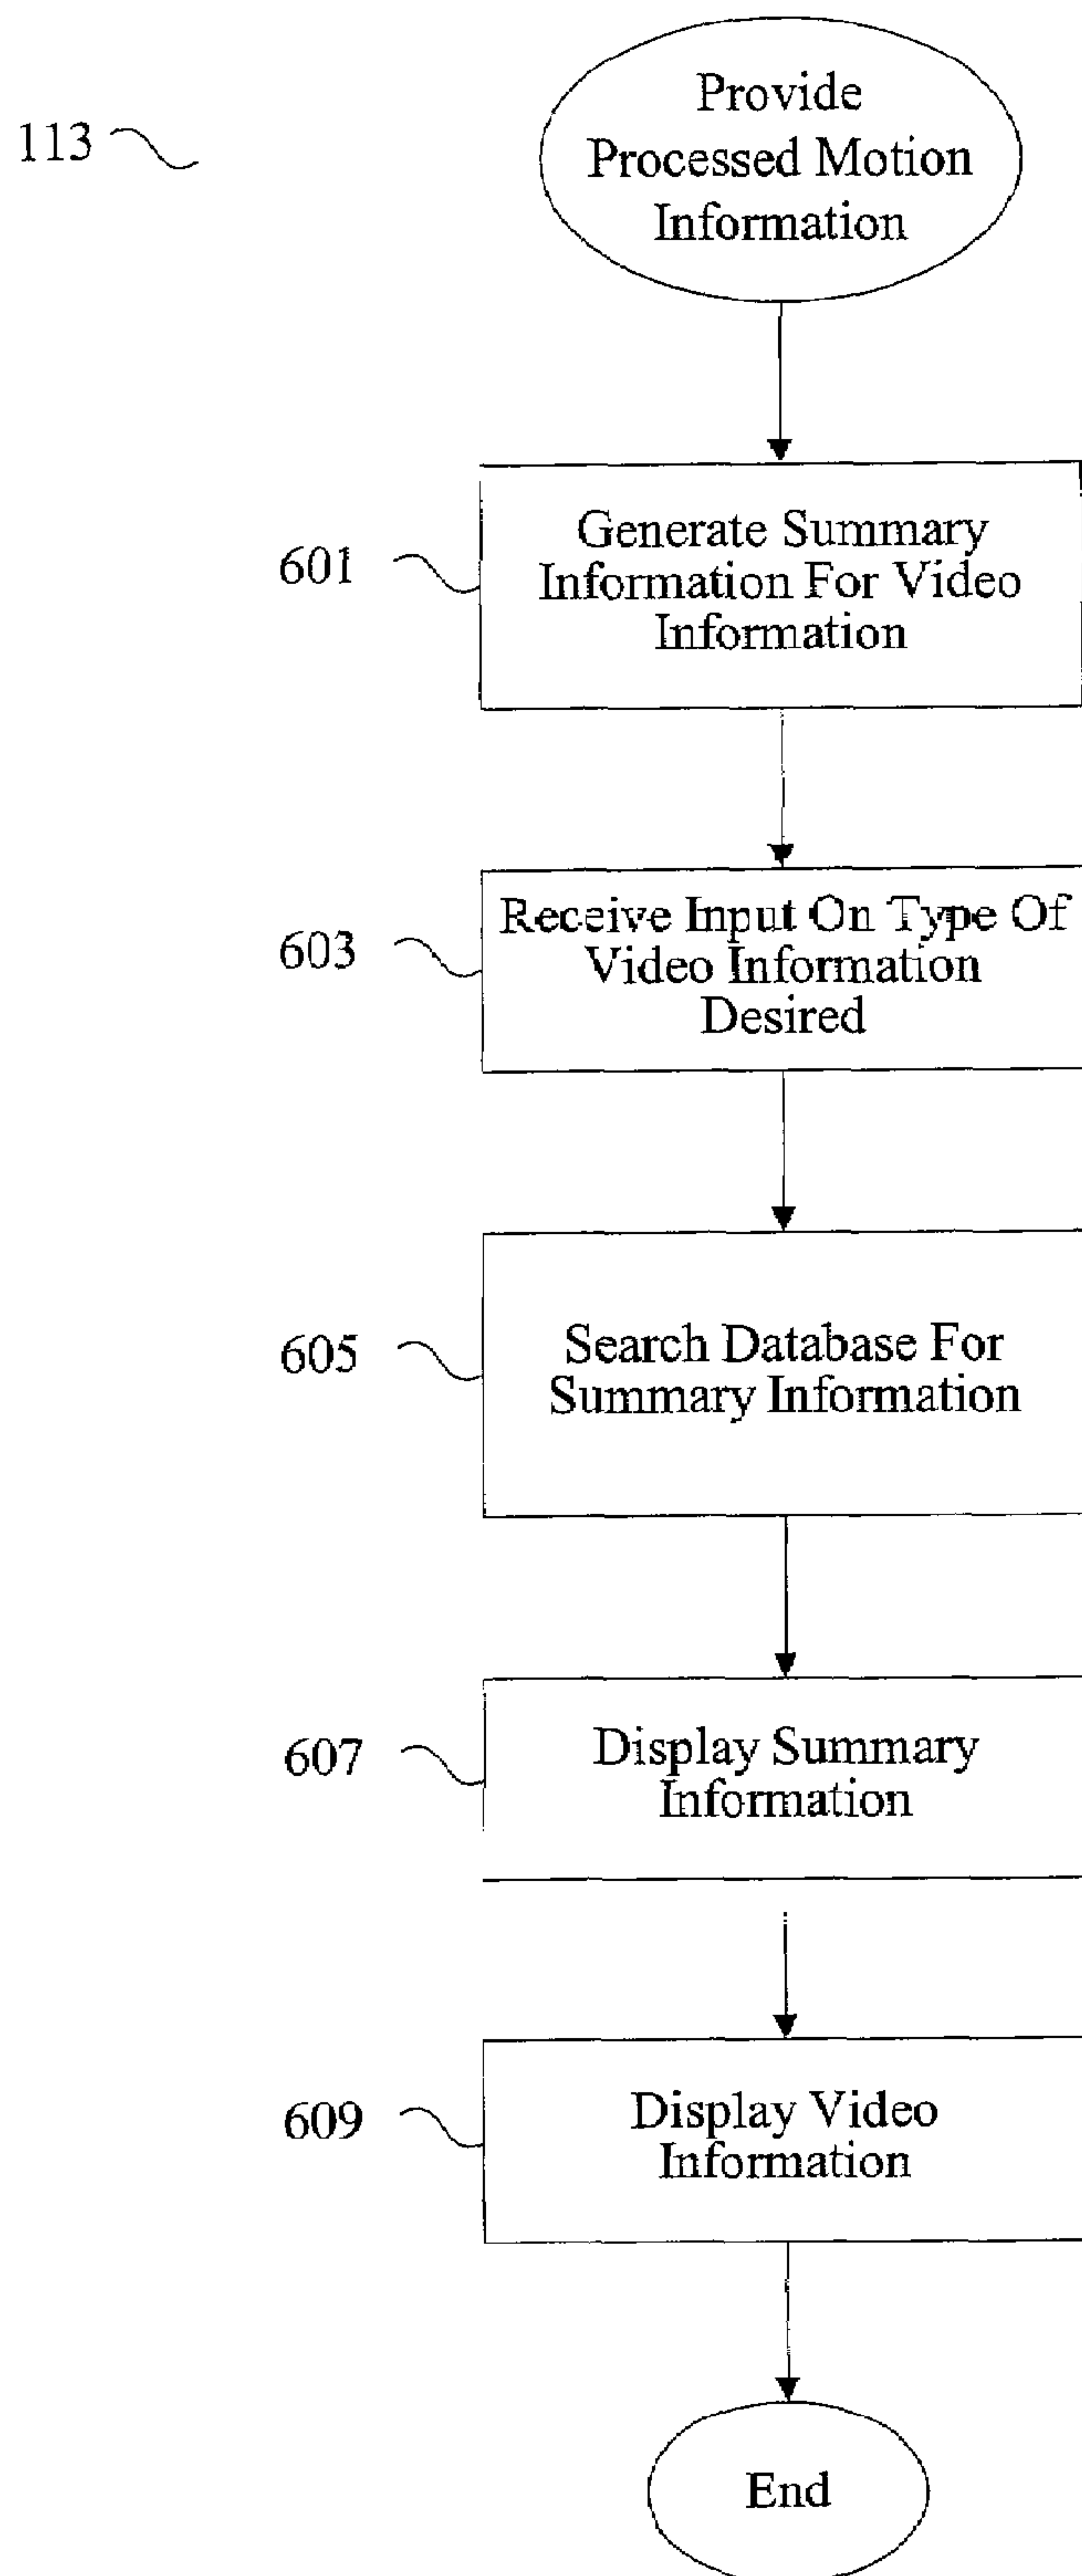 113
Provide
Processed Motion
Information
601
Generate Summary
Information For Video
Information
603
Receive Input On Type Of
Video Information
Desired
605
Search Database For
Summary Information
607
Display Summary
Information
609
Display Video
Information
End